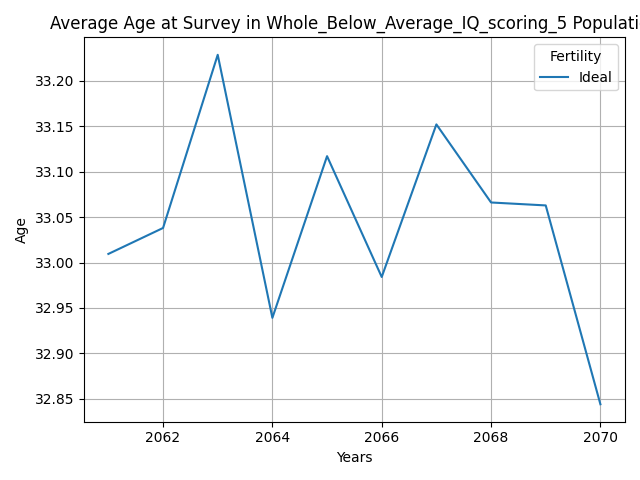 Average Age at Survey in Whole_Below_Average_IQ_scoring_5 Populati
Fertility
Ideal
33.20
33.15
33.10
33.05
33.00
32.95
32.90
32.85
Age
2062 2064 2066 2068 2070
Years